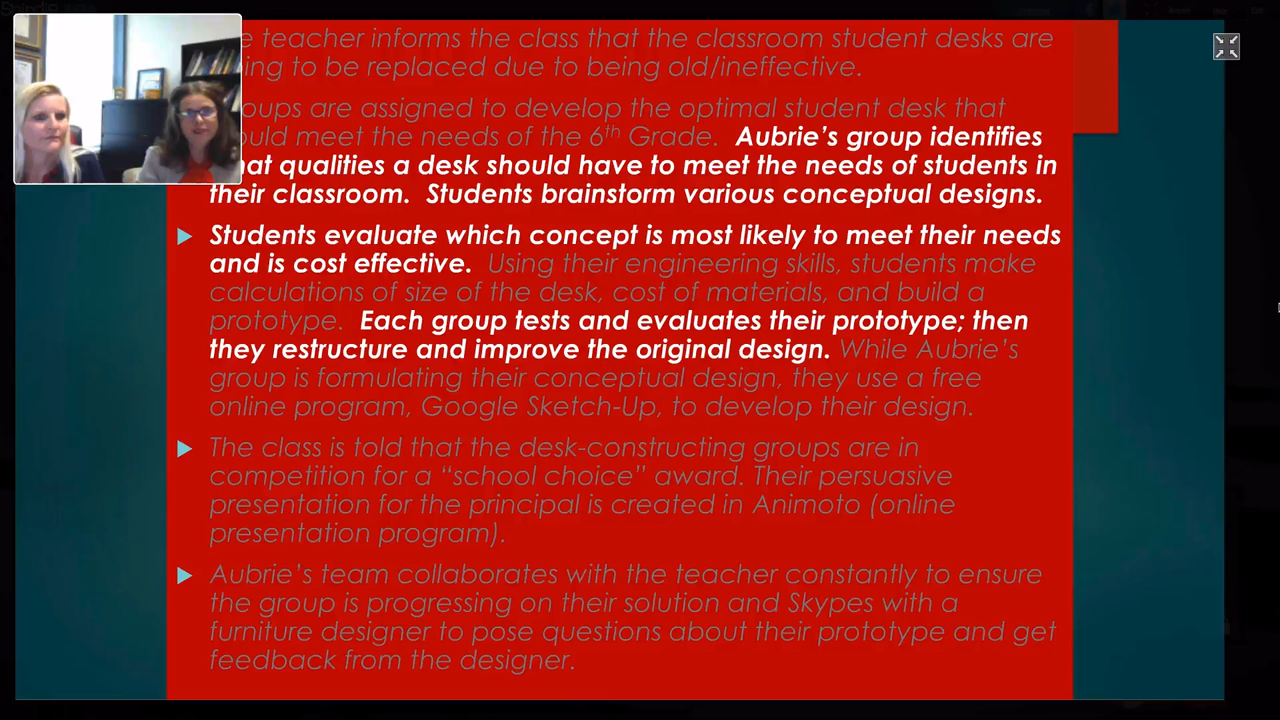 e teacher informs the class that the classroom student desks are
ing to be replaced due to being old/ineffective.
oups are assigned to develop the optimal student desk that
ould meet the needs of the 6th Grade. Aubrie's group identifies
at qualities a desk should have to meet the needs of students in
their classroom. Students brainstorm various conceptual designs.
Students evaluate which concept is most likely to meet their needs
and is cost effective. Using their engineering skills, students make
calculations of size of the desk, cost of materials, and build a
prototype. Each group tests and evaluates their prototype; then
they restructure and improve the original design. While Aubrie's
group is formulating their conceptual design, they use a free
online program, Google Sketch-Up, to develop their design.
The class is told that the desk-constructing groups are in
competition for a “school choice” award. Their persuasive
presentation for the principal is created in Animoto (online
presentation program).
Aubrie's team collaborates with the teacher constantly to ensure
the group is progressing on their solution and Skypes with a
furniture designer to pose questions about their prototype and get
feedback from the designer.